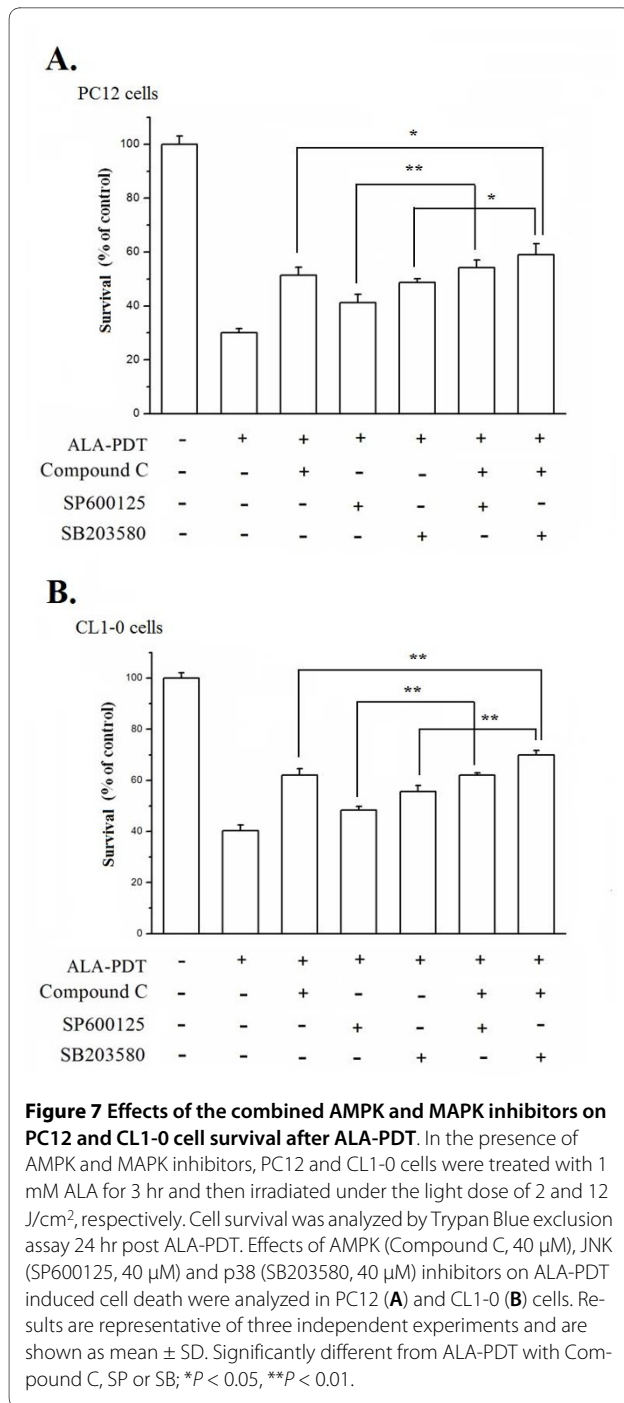 A.
PC12 cells
Survival (% of control)
100
80
60
40
20
0
*
**
*
ALA-PDT - + + + + + +
Compound C - - + - - + +
SP600125 - - - + - + -
SB203580 - - - - + - +
B.
CL1-0 cells
Survival (% of control)
100
80
60
40
20
0
**
**
**
ALA-PDT - + + + + + +
Compound C - - + - - + +
SP600125 - - - + - + -
SB203580 - - - - + - +
Figure 7 Effects of the combined AMPK and MAPK inhibitors on
PC12 and CL1-0 cell survival after ALA-PDT. In the presence of
AMPK and MAPK inhibitors, PC12 and CL1-0 cells were treated with 1
mM ALA for 3 hr and then irradiated under the light dose of 2 and 12
J/cm², respectively. Cell survival was analyzed by Trypan Blue exclusion
assay 24 hr post ALA-PDT. Effects of AMPK (Compound C, 40 μM), JNK
(SP600125, 40 μM) and p38 (SB203580, 40 μM) inhibitors on ALA-PDT
induced cell death were analyzed in PC12 (A) and CL1-0 (B) cells. Re-
sults are representative of three independent experiments and are
shown as mean ± SD. Significantly different from ALA-PDT with Com-
pound C, SP or SB; *P < 0.05, **P < 0.01.